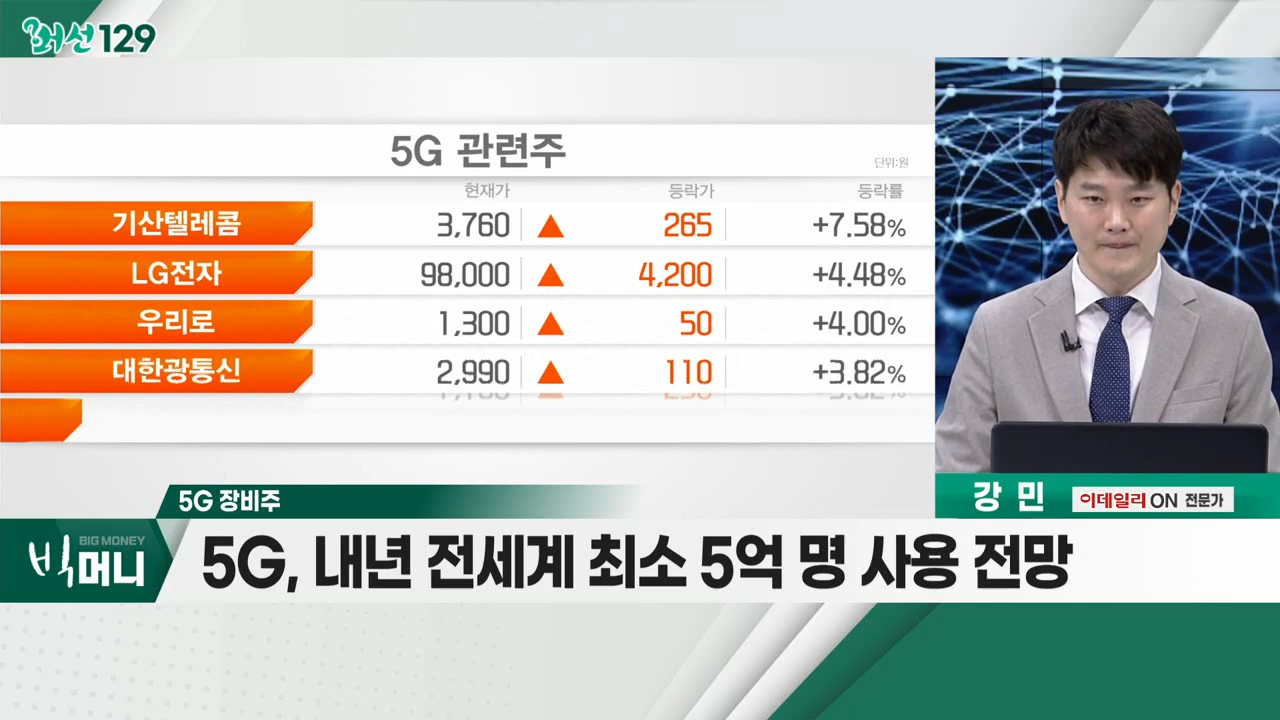 머선129
5G 관련주
단위:원
현재가 등락가 등락률
기산텔레콤 3,760 ▲ 265 +7.58%
LG전자 98,000 ▲ 4,200 +4.48%
우리로 1,300 ▲ 50 +4.00%
대한광통신 2,990 ▲ 110 +3.82%
강 민 이데일리ON 전문가
5G 장비주
BIG MONEY
빅머니
5G, 내년 전세계 최소 5억 명 사용 전망